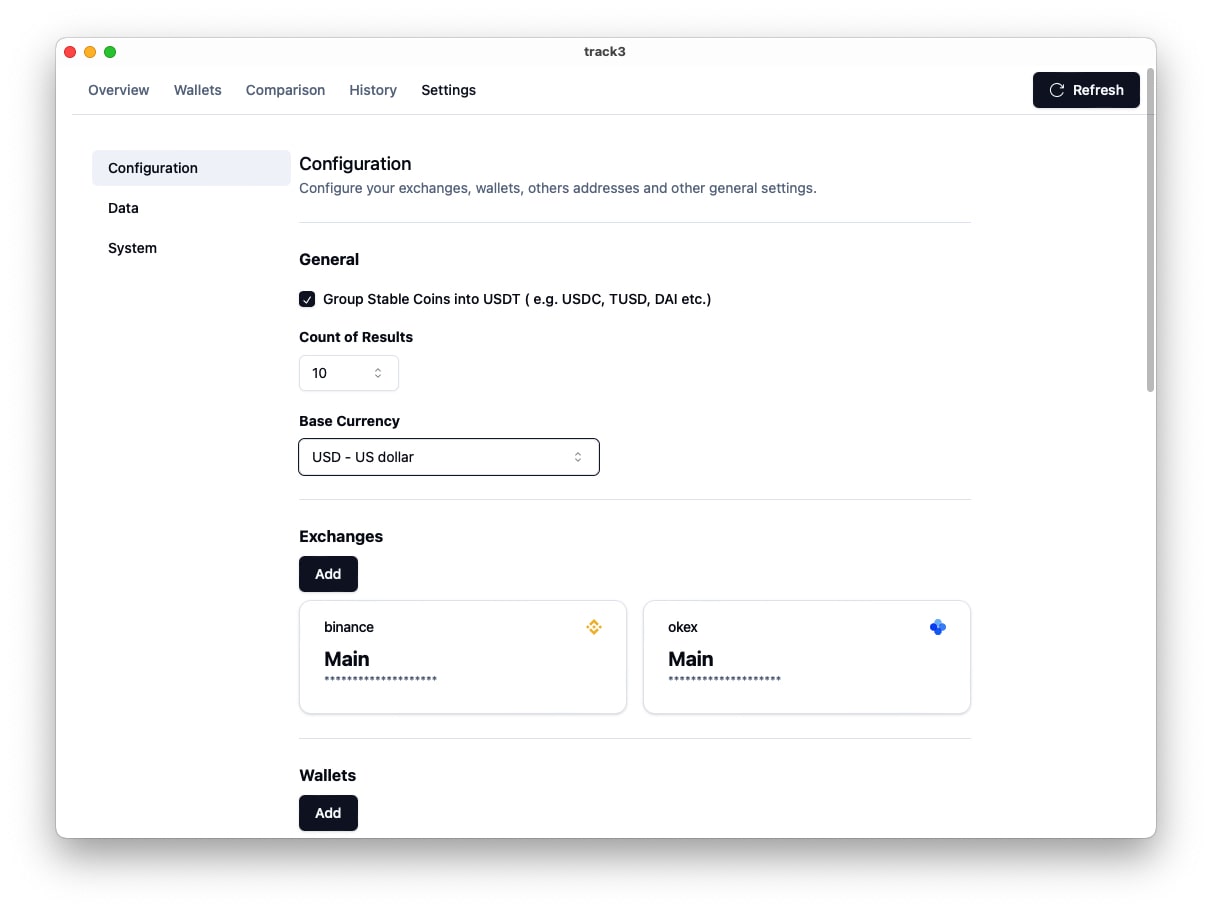 track3
Overview Wallets Comparison History Settings Refresh
Configuration
Data
System
Configuration
Configure your exchanges, wallets, others addresses and other general settings.
General
Group Stable Coins into USDT ( e.g. USDC, TUSD, DAI etc.)
Count of Results
10
Base Currency
USD - US dollar
Exchanges
Add
binance
Main
********************
okex
Main
********************
Wallets
Add